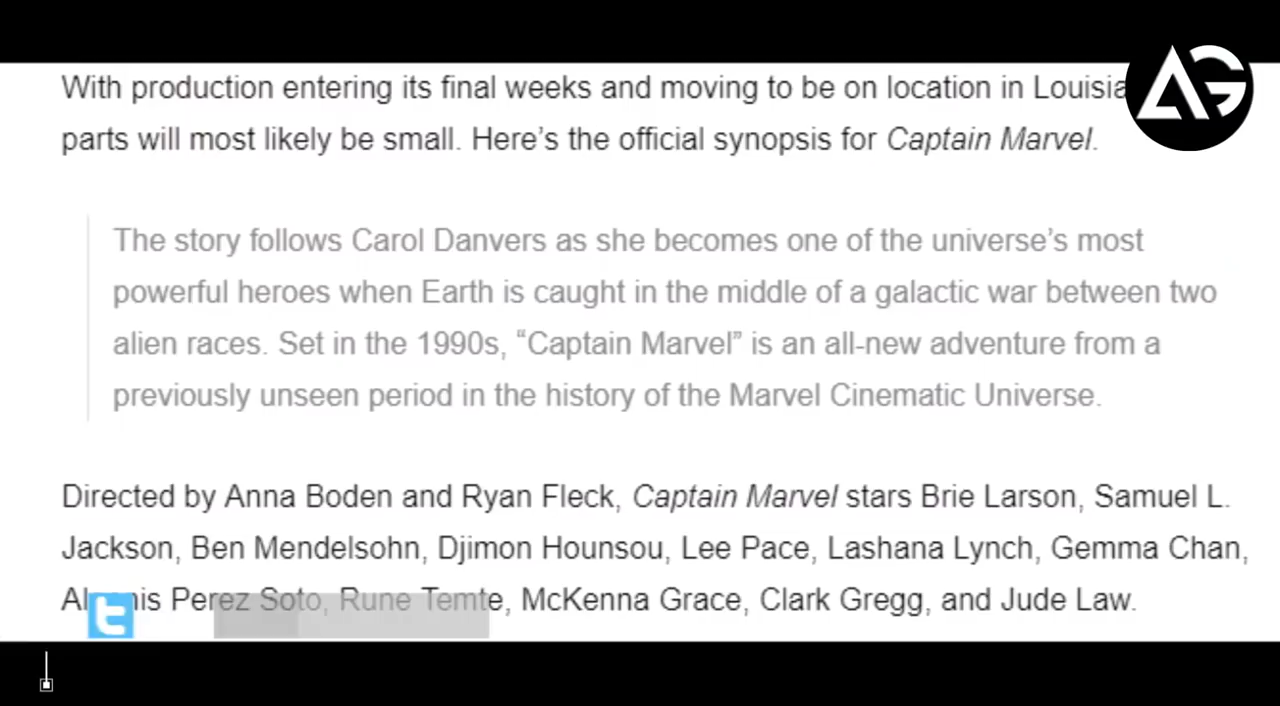 With production entering its final weeks and moving to be on location in
parts will most likely be small. Here's the official synopsis for Captain Marvel.
The story follows Carol Danvers as she becomes one of the universe's most
powerful heroes when Earth is caught in the middle of a galactic war between two
alien races. Set in the 1990s, “Captain Marvel” is an all-new adventure from a
previously unseen period in the history of the Marvel Cinematic Universe.
Directed by Anna Boden and Ryan Fleck, Captain Marvel stars Brie Larson, Samuel L.
Jackson, Ben Mendelsohn, Djimon Hounsou, Lee Pace, Lashana Lynch, Gemma Chan,
Perez Soto, Rune Temte, McKenna Grace, Clark Gregg, and Jude Law.
AG